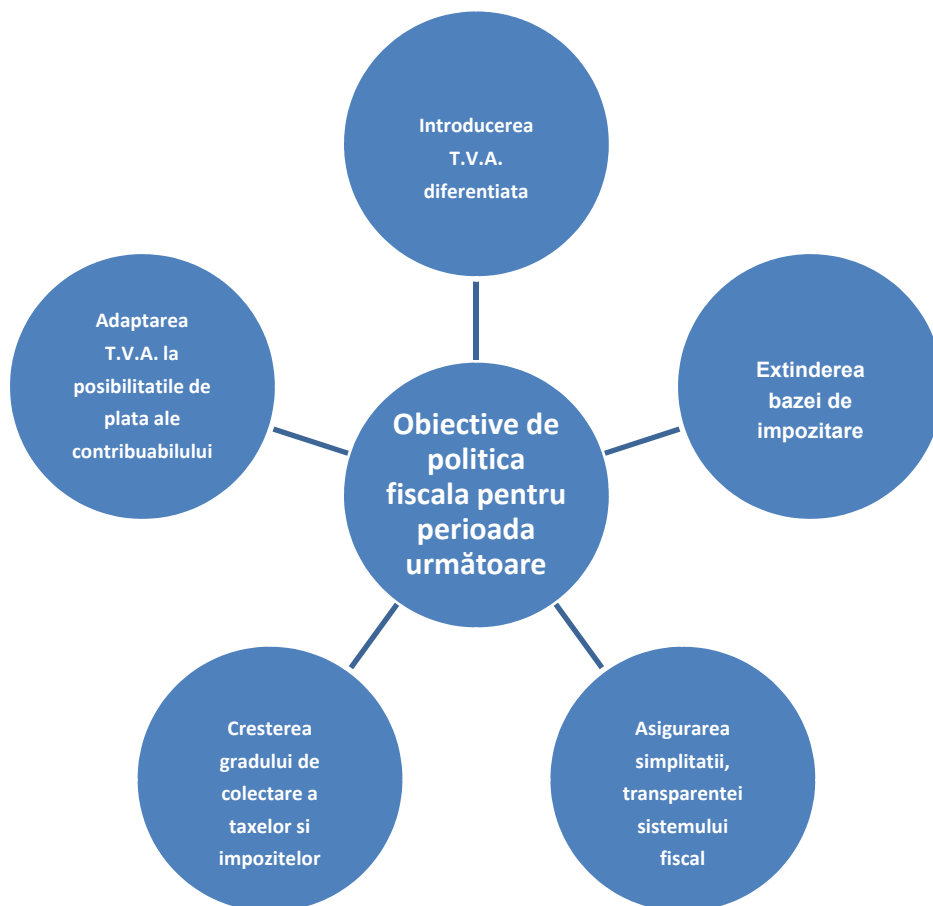 Introducerea
T.V.A.
diferentiata
Adaptarea
T.V.A. la
posibilitatile de
plata ale
contribuabilului
Extinderea
bazei de
impozitare
Obiective de
politica
fiscala pentru
perioada
următoare
Cresterea
gradului de
colectare a
taxelor si
impozitelor
Asigurarea
simplitatii,
transparentei
sistemului
fiscal